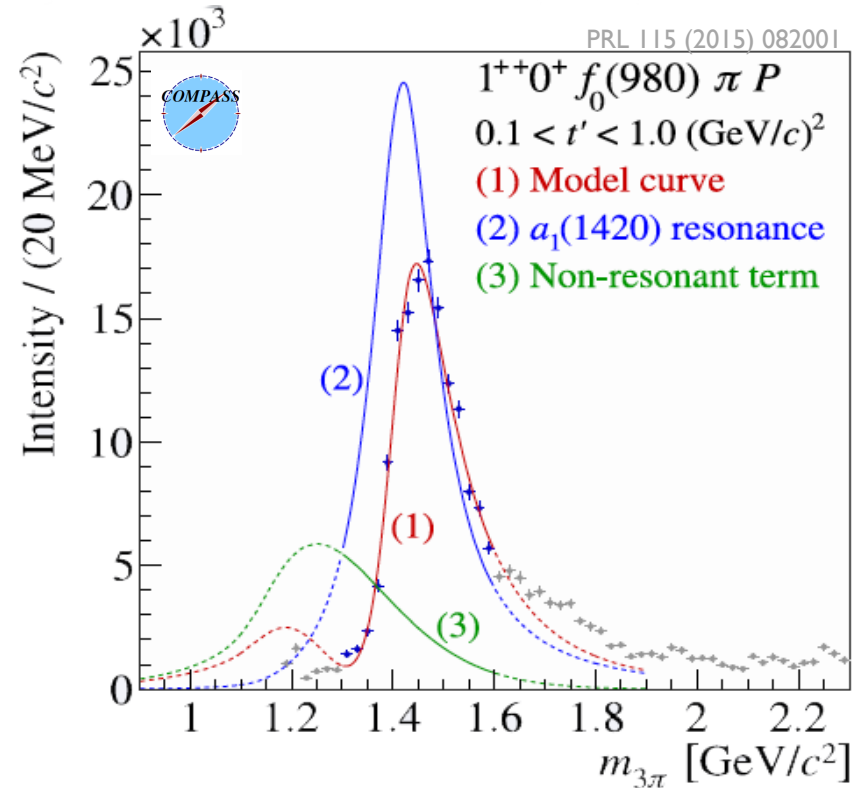 ×10³
PRL 115 (2015) 082001
COMPASS
1⁺⁺0⁺ f₀(980) π P
0.1 < t′ < 1.0 (GeV/c)²
(1) Model curve
(2) a₁(1420) resonance
(3) Non-resonant term
Intensity / (20 MeV/c²)
25
20
15
10
5
0
(2)
(1)
(3)
1 1.2 1.4 1.6 1.8 2 2.2
m₃π [GeV/c²]